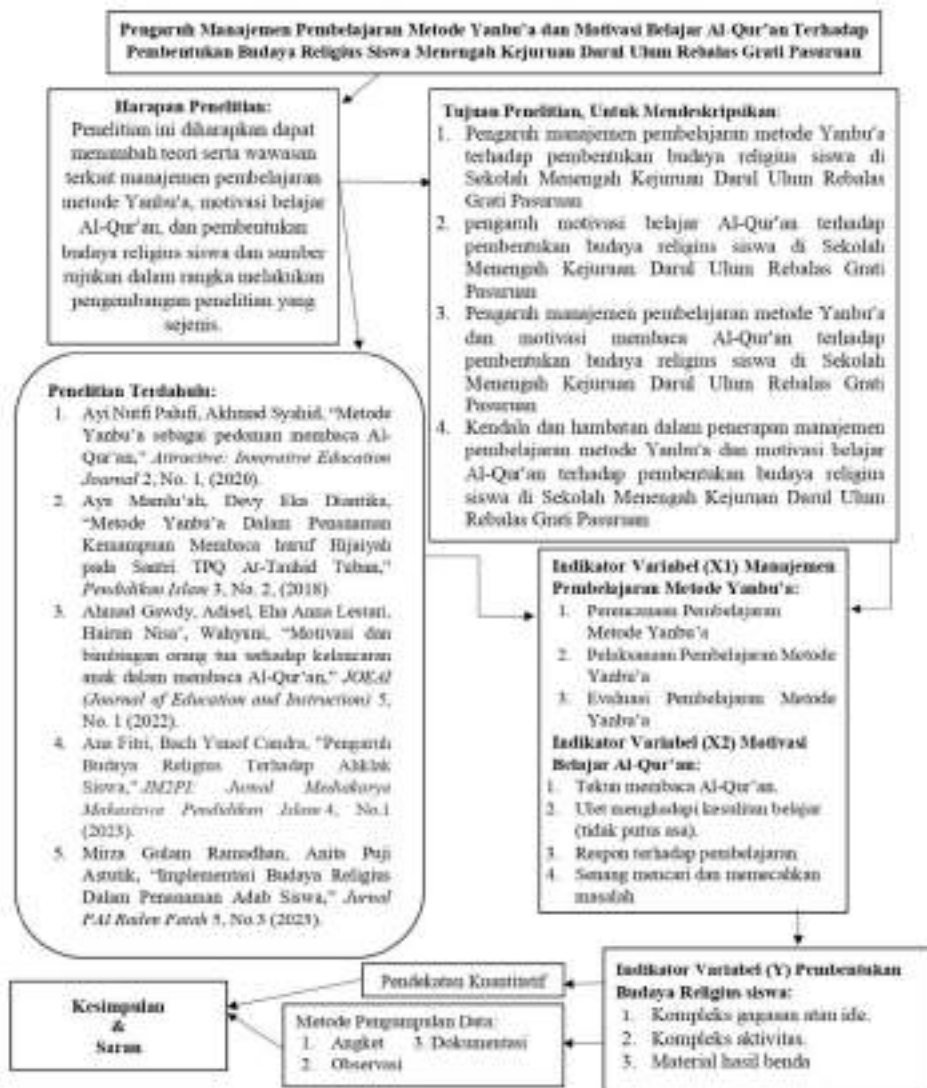 Pengaruh Manajemen Pembelajaran Metode Yanbu'a dan Motivasi Belajar Al-Qur'an Terhadap
Pembentukan Budaya Religius Siswa Menengah Kejuruan Darul Ulum Rebalas Grati Pasuruan
Harapan Penelitian:
Penelitian ini diharapkan dapat
menambah teori serta wawasan
terkait manajemen pembelajaran
metode Yanbu'a, motivasi belajar
Al-Qur'an, dan pembentukan
budaya religius siswa dan sumber
rujukan dalam rangka melakukan
pengembangan penelitian yang
sejenis.
Tujuan Penelitian, Untuk Mendeskripsikan:
1. Pengaruh manajemen pembelajaran metode Yanbu'a
terhadap pembentukan budaya religius siswa di
Sekolah Menengah Kejuruan Darul Ulum Rebalas
Grati Pasuruan
2. pengaruh motivasi belajar Al-Qur'an terhadap
pembentukan budaya religius siswa di Sekolah
Menengah Kejuruan Darul Ulum Rebalas Grati
Pasuruan
3. Pengaruh manajemen pembelajaran metode Yanbu'a
dan motivasi membaca Al-Qur'an terhadap
pembentukan budaya religius siswa di Sekolah
Menengah Kejuruan Darul Ulum Rebalas Grati
Pasuruan
4. Kendala dan hambatan dalam penerapan manajemen
pembelajaran metode Yanbu'a dan motivasi belajar
Al-Qur'an terhadap pembentukan budaya religius
siswa di Sekolah Menengah Kejuruan Darul Ulum
Rebalas Grati Pasuruan
Penelitian Terdahulu:
1. Ayi Nutfi Palufi, Akhmad Syahid, "Metode
Yanbu'a sebagai pedoman membaca Al-
Qur'an," Attractive: Innovative Education
Journal 2, No. 1, (2020).
2. Ayu Devy Eka
"Metode Yanbu'a Dalam Penanaman
Kemampuan Membaca huruf Hijaiyah
pada Santri TPQ At-Tauhid Tuban,"
Pendidikan Islam 3, No. 2, (2018)
3. Ahmad Gawdy, Adisel, Eha Anna Lestari,
Hairun Nisa', Wahyuni, "Motivasi dan
bimbingan orang tua terhadap kelancaran
anak dalam membaca Al-Qur'an," JOEAI
(Journal of Education and Instruction) 5,
No. 1 (2022).
4. Ana Fitri, Bach Yunof Candra, "Pengaruh
Budaya Religius Terhadap Akhlak
Siswa," JM2PI: Jurnal Mediakarya
Mahasiswa Pendidikan Islam 4, No.1
(2023).
5. Mirza Golam Ramadhan, Anita Puji
Astutik, "Implementasi Budaya Religius
Dalam Penanaman Adab Siswa," Jurnal
PAI Raden Fatah 5, No.3 (2023).
Indikator Variabel (X1) Manajemen
Pembelajaran Metode Yanbu'a:
1. Perencanaan Pembelajaran
Metode Yanbu'a
2. Pelaksanaan Pembelajaran Metode
Yanbu'a
3. Evaluasi Pembelajaran Metode
Yanbu'a
Indikator Variabel (X2) Motivasi
Belajar Al-Qur'an:
1. Tekun membaca Al-Qur'an.
2. Ulet menghadapi kesulitan belajar
(tidak putus asa).
3. Respon terhadap pembelajaran
4. Senang mencari dan memecahkan
masalah
Indikator Variabel (Y) Pembentukan
Budaya Religius siswa:
1. Kompleks gagasan atau ide.
2. Kompleks aktivitas.
3. Material hasil benda
Pendekatan Kuantitatif
Metode Pengumpulan Data:
1. Angket 3. Dokumentasi
2. Observasi
Kesimpulan
&
Saran